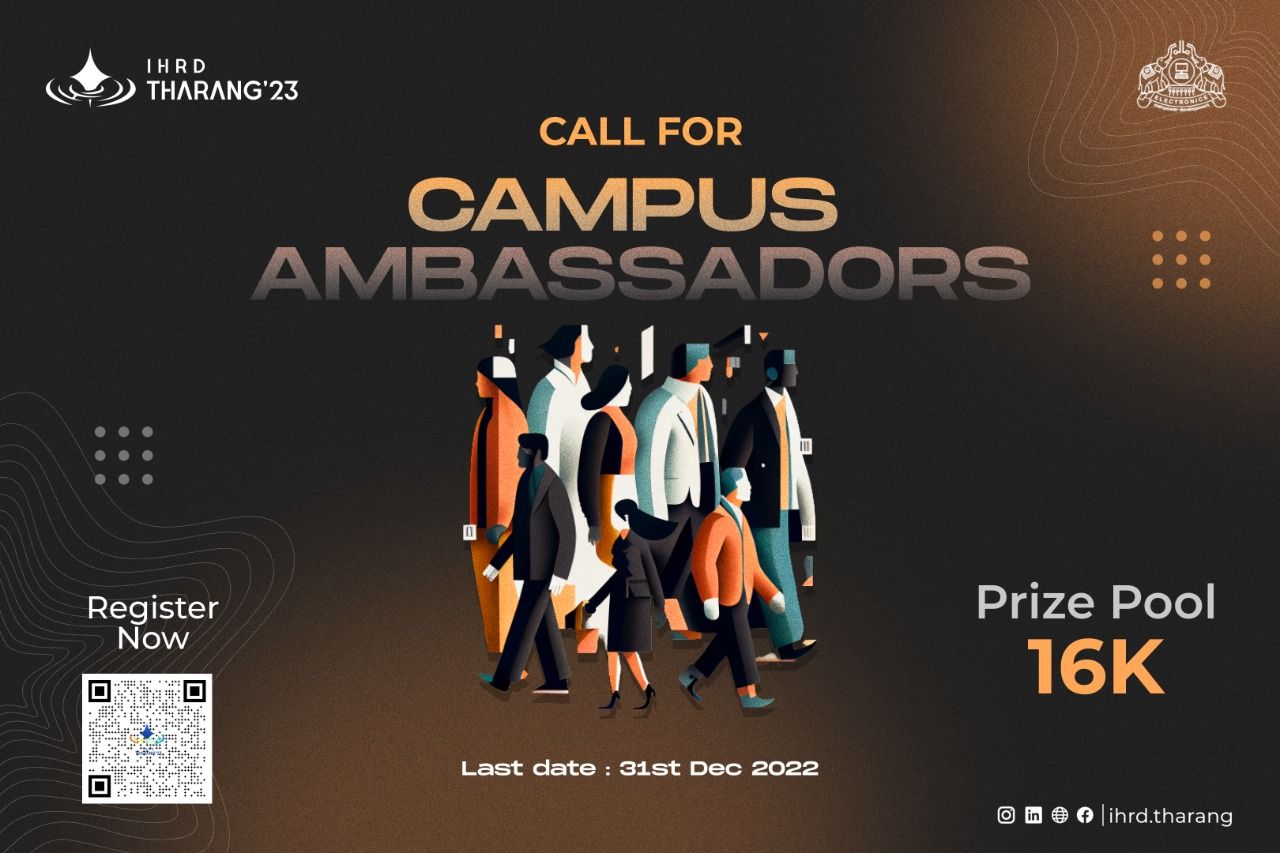 IHRD
THARANG'23
ELECTRONICS
CALL FOR
CAMPUS
AMBASSADORS
Register
Now
Prize Pool
16K
Last date : 31st Dec 2022
ihrd.tharang